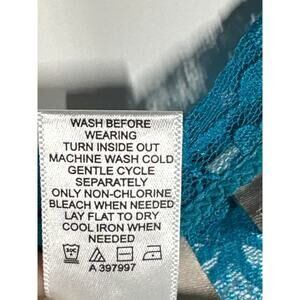 WASH BEFORE
WEARING
TURN INSIDE OUT
MACHINE WASH COLD
GENTLE CYCLE
SEPARATELY
ONLY NON-CHLORINE
BLEACH WHEN NEEDED
LAY FLAT TO DRY
COOL IRON WHEN
NEEDED
A 397997